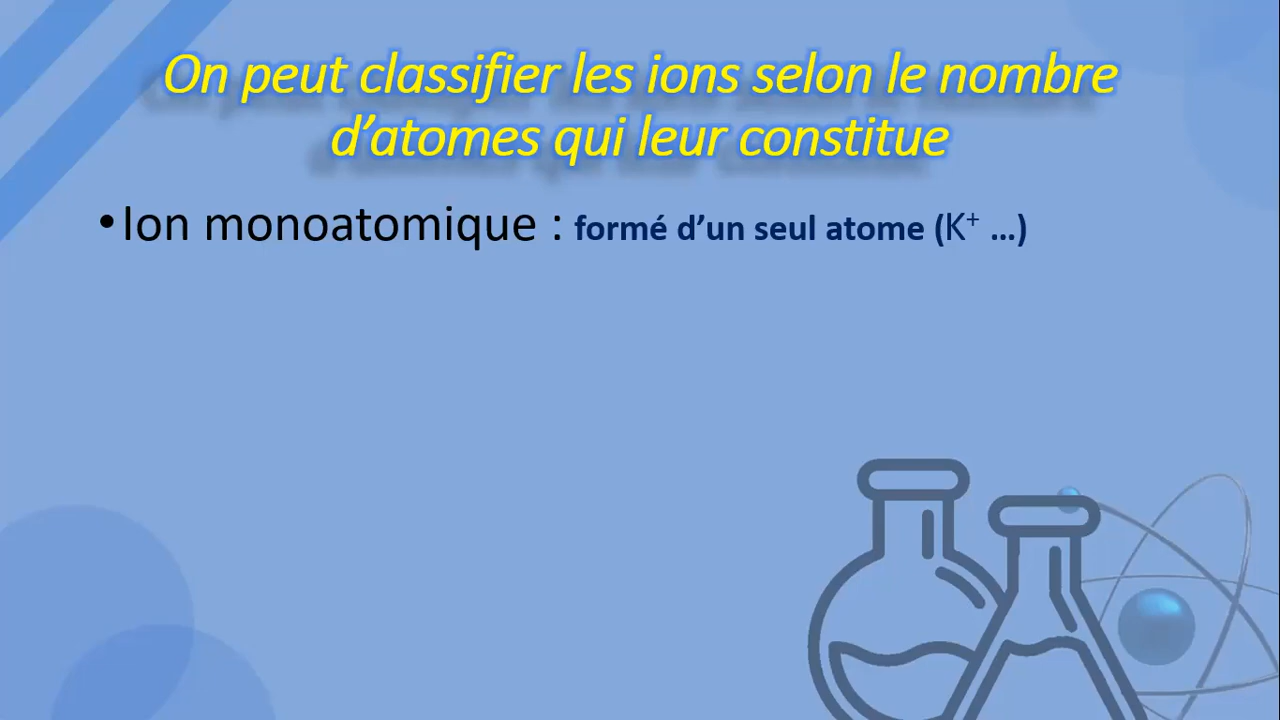 On peut classifier les ions selon le nombre
d’atomes qui leur constitue
•Ion monoatomique : formé d’un seul atome (K⁺ …)